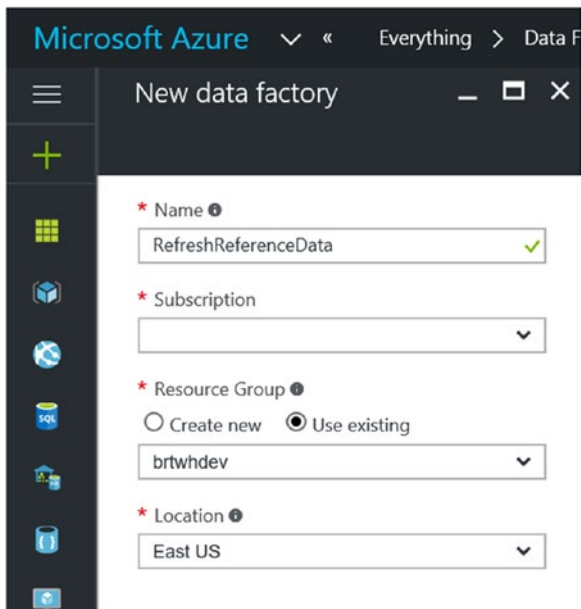 Microsoft Azure « Everything > Data F
New data factory
* Name
RefreshReferenceData
* Subscription
* Resource Group
Create new Use existing
brtwhdev
* Location
East US
SQL